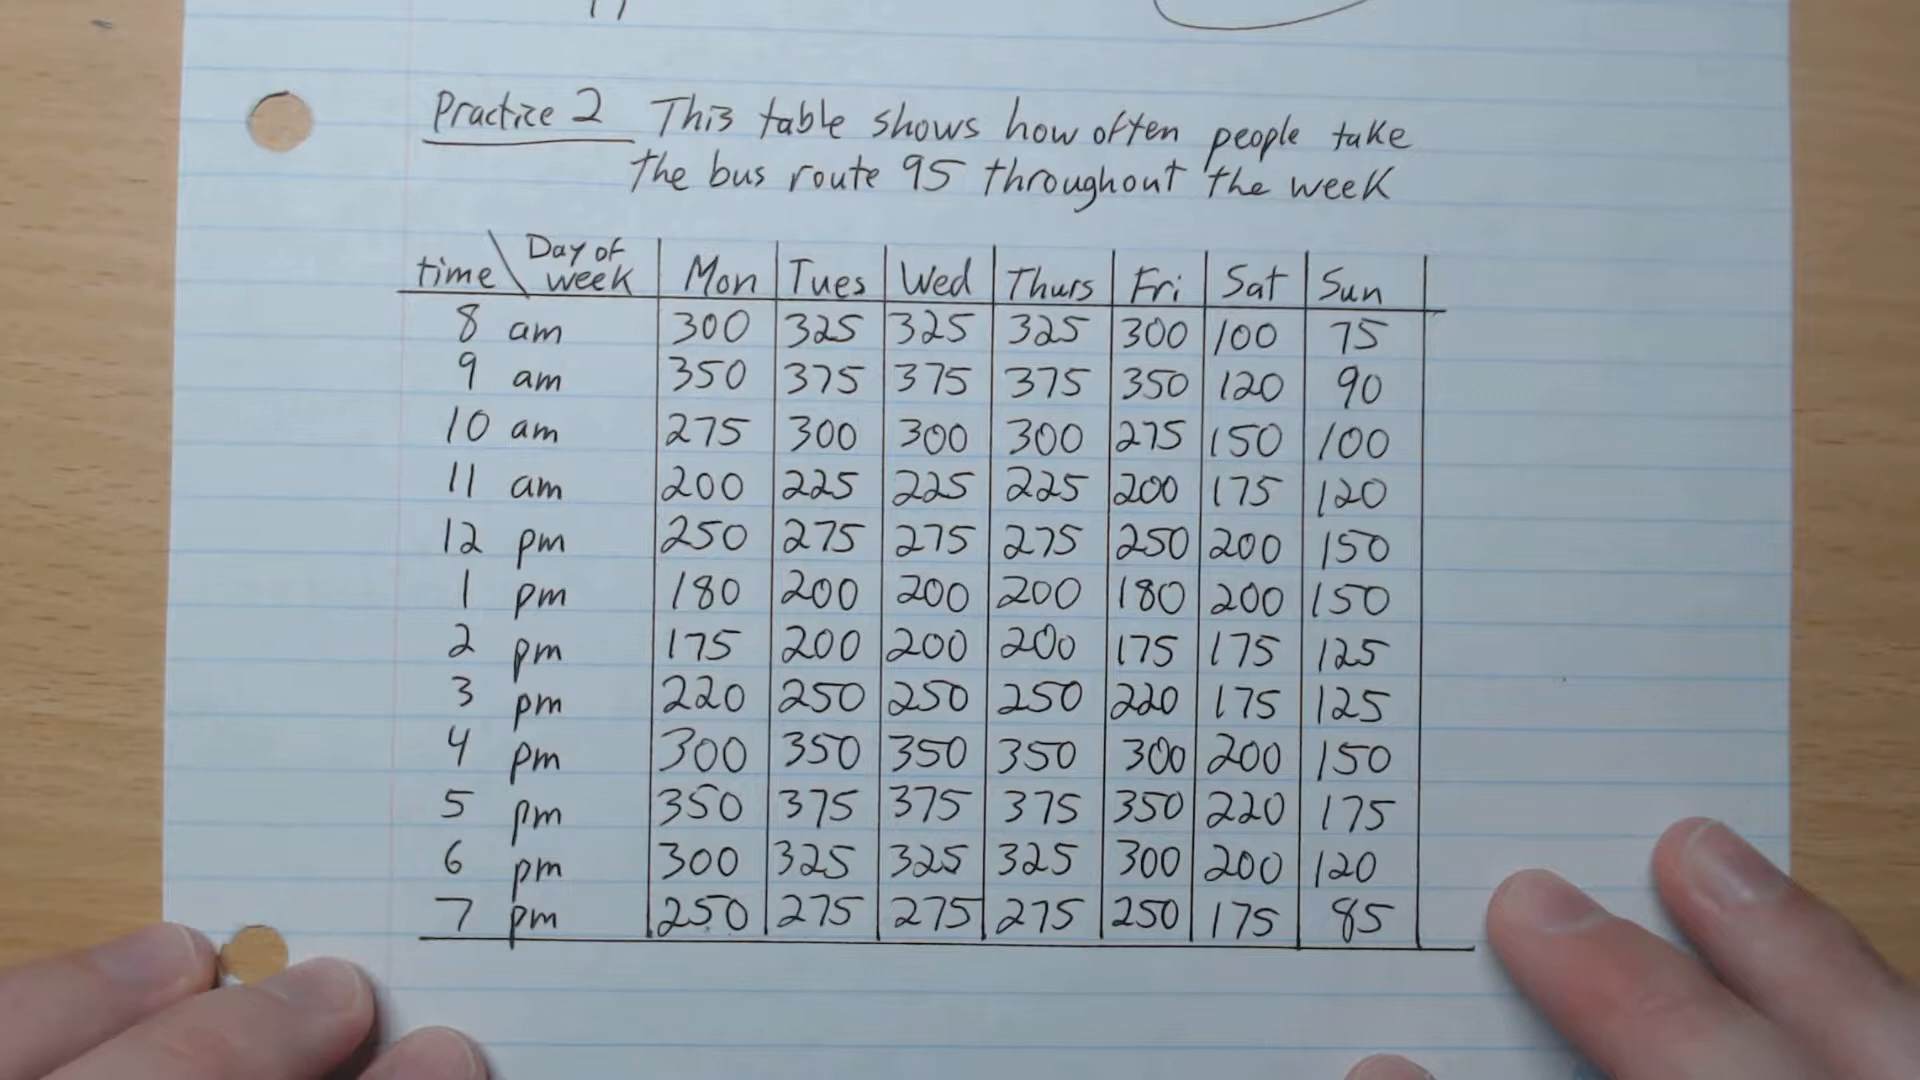 Practice 2 This table shows how often people take
the bus route 95 throughout the week
time \ Day of week Mon Tues Wed Thurs Fri Sat Sun
8 am 300 325 325 325 300 100 75
9 am 350 375 375 375 350 120 90
10 am 275 300 300 300 275 150 100
11 am 200 225 225 225 200 175 120
12 pm 250 275 275 275 250 200 150
1 pm 180 200 200 200 180 200 150
2 pm 175 200 200 200 175 175 125
3 pm 220 250 250 250 220 175 125
4 pm 300 350 350 350 300 200 150
5 pm 350 375 375 375 350 220 175
6 pm 300 325 325 325 300 200 120
7 pm 250 275 275 275 250 175 85